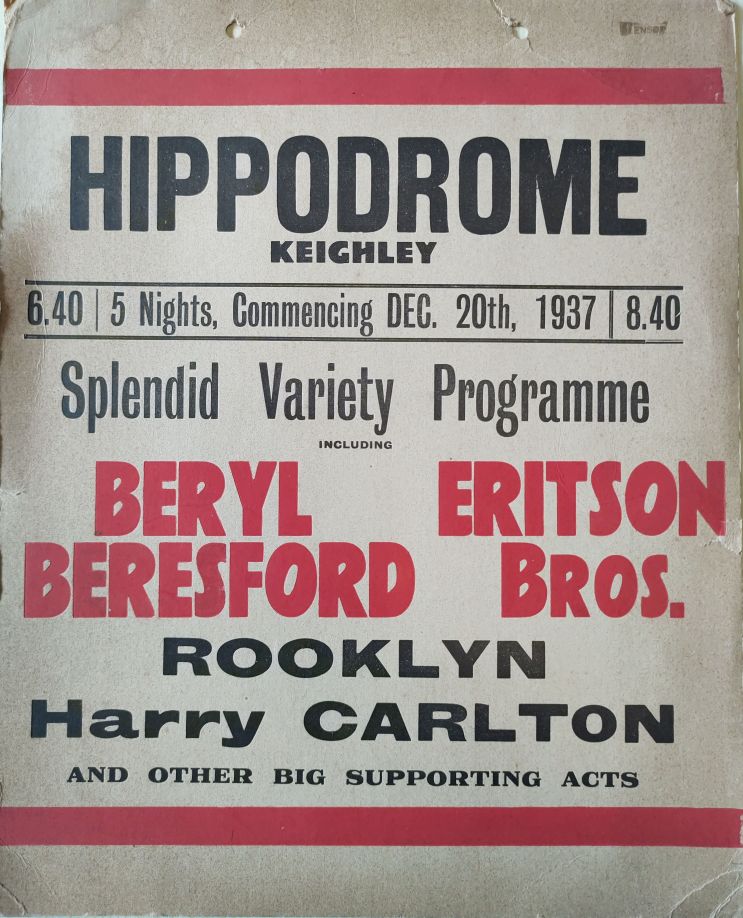 TENSOR
HIPPODROME
KEIGHLEY
6.40 | 5 Nights, Commencing DEC. 20th, 1937 | 8.40
Splendid Variety Programme
INCLUDING
BERYL BERESFORD
ERITSON BROS.
ROOKLYN
Harry CARLTON
AND OTHER BIG SUPPORTING ACTS